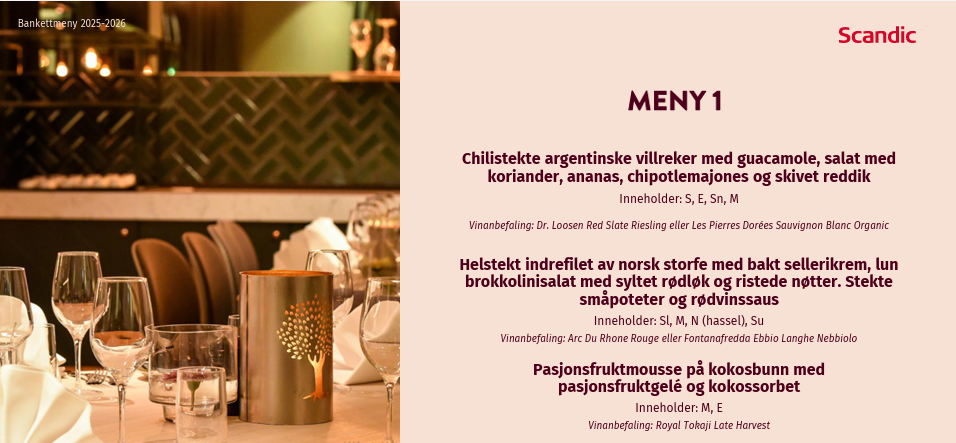 Bankettmeny 2025-2026
Scandic
MENY 1
Chilistekte argentinske villreker med guacamole, salat med
koriander, ananas, chipotlemajones og skivet reddik
Inneholder: S, E, Sn, M
Vinanbefaling: Dr. Loosen Red Slate Riesling eller Les Pierres Dorées Sauvignon Blanc Organic
Helstekt indrefilet av norsk storfe med bakt sellerikrem, lun
brokkolinisalat med syltet rødløk og ristede nøtter. Stekte
småpoteter og rødvinssaus
Inneholder: Sl, M, N (hassel), Su
Vinanbefaling: Arc Du Rhone Rouge eller Fontanafredda Ebbio Langhe Nebbiolo
Pasjonsfruktmousse på kokosbunn med
pasjonsfruktgelé og kokossorbet
Inneholder: M, E
Vinanbefaling: Royal Tokaji Late Harvest